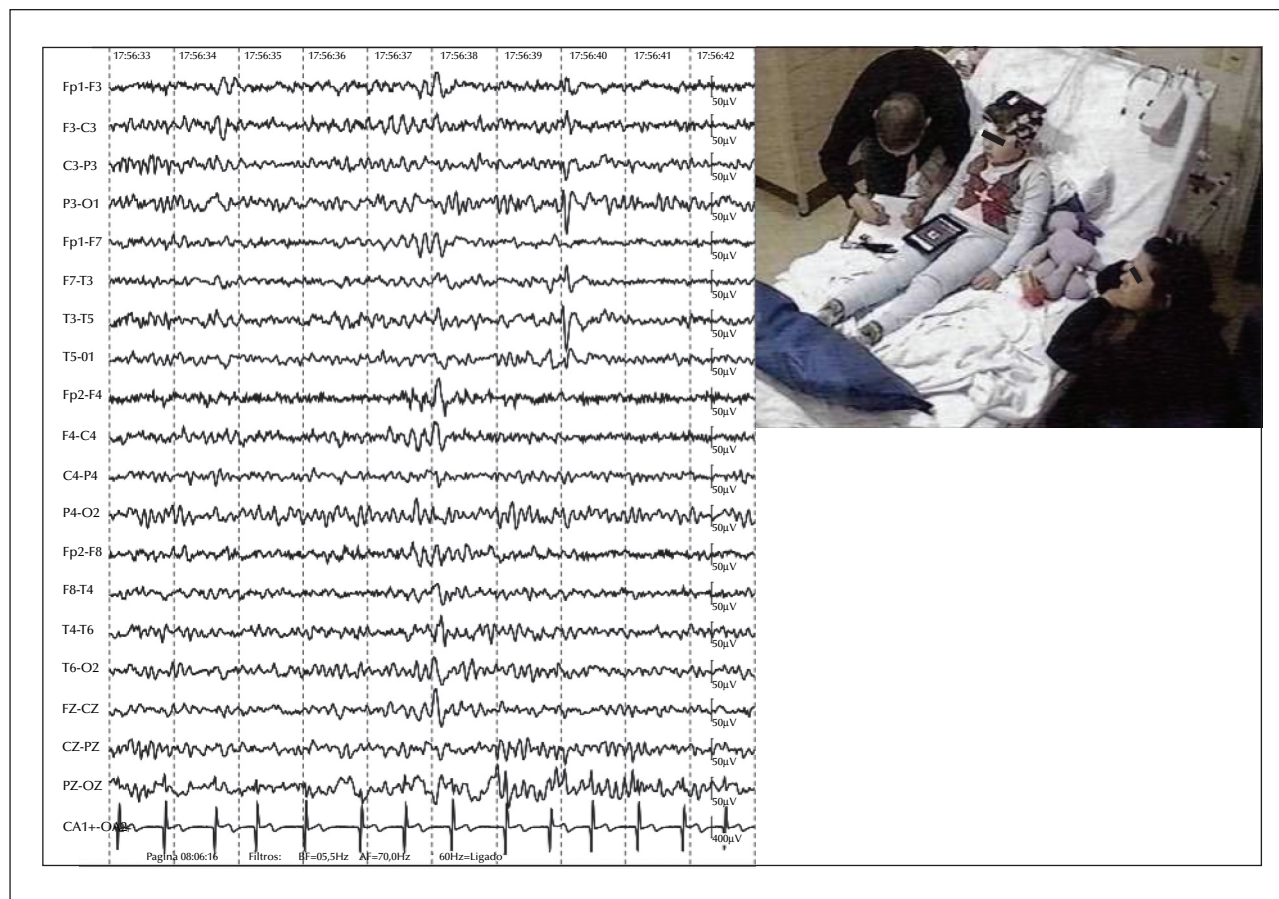 17:56:33 17:56:34 17:56:35 17:56:36 17:56:37 17:56:38 17:56:39 17:56:40 17:56:41 17:56:42
Fp1-F3 50μV
F3-C3 50μV
C3-P3 50μV
P3-O1 50μV
Fp1-F7 50μV
F7-T3 50μV
T3-T5 50μV
T5-01 50μV
Fp2-F4 50μV
F4-C4 50μV
C4-P4 50μV
P4-O2 50μV
Fp2-F8 50μV
F8-T4 50μV
T4-T6 50μV
T6-O2 50μV
FZ-CZ 50μV
CZ-PZ 50μV
PZ-OZ 50μV
CA1+-OA2+ 400μV
Pagina 08:06:16 Filtros: BF=05,5Hz AF=70,0Hz 60Hz=Ligado